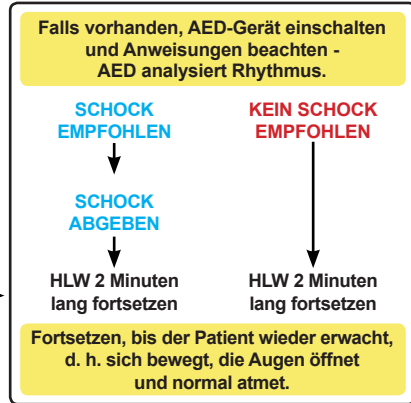 Falls vorhanden, AED-Gerät einschalten
und Anweisungen beachten -
AED analysiert Rhythmus.
SCHOCK
EMPFOHLEN
SCHOCK
ABGEBEN
HLW 2 Minuten
lang fortsetzen
KEIN SCHOCK
EMPFOHLEN
HLW 2 Minuten
lang fortsetzen
Fortsetzen, bis der Patient wieder erwacht,
d. h. sich bewegt, die Augen öffnet
und normal atmet.